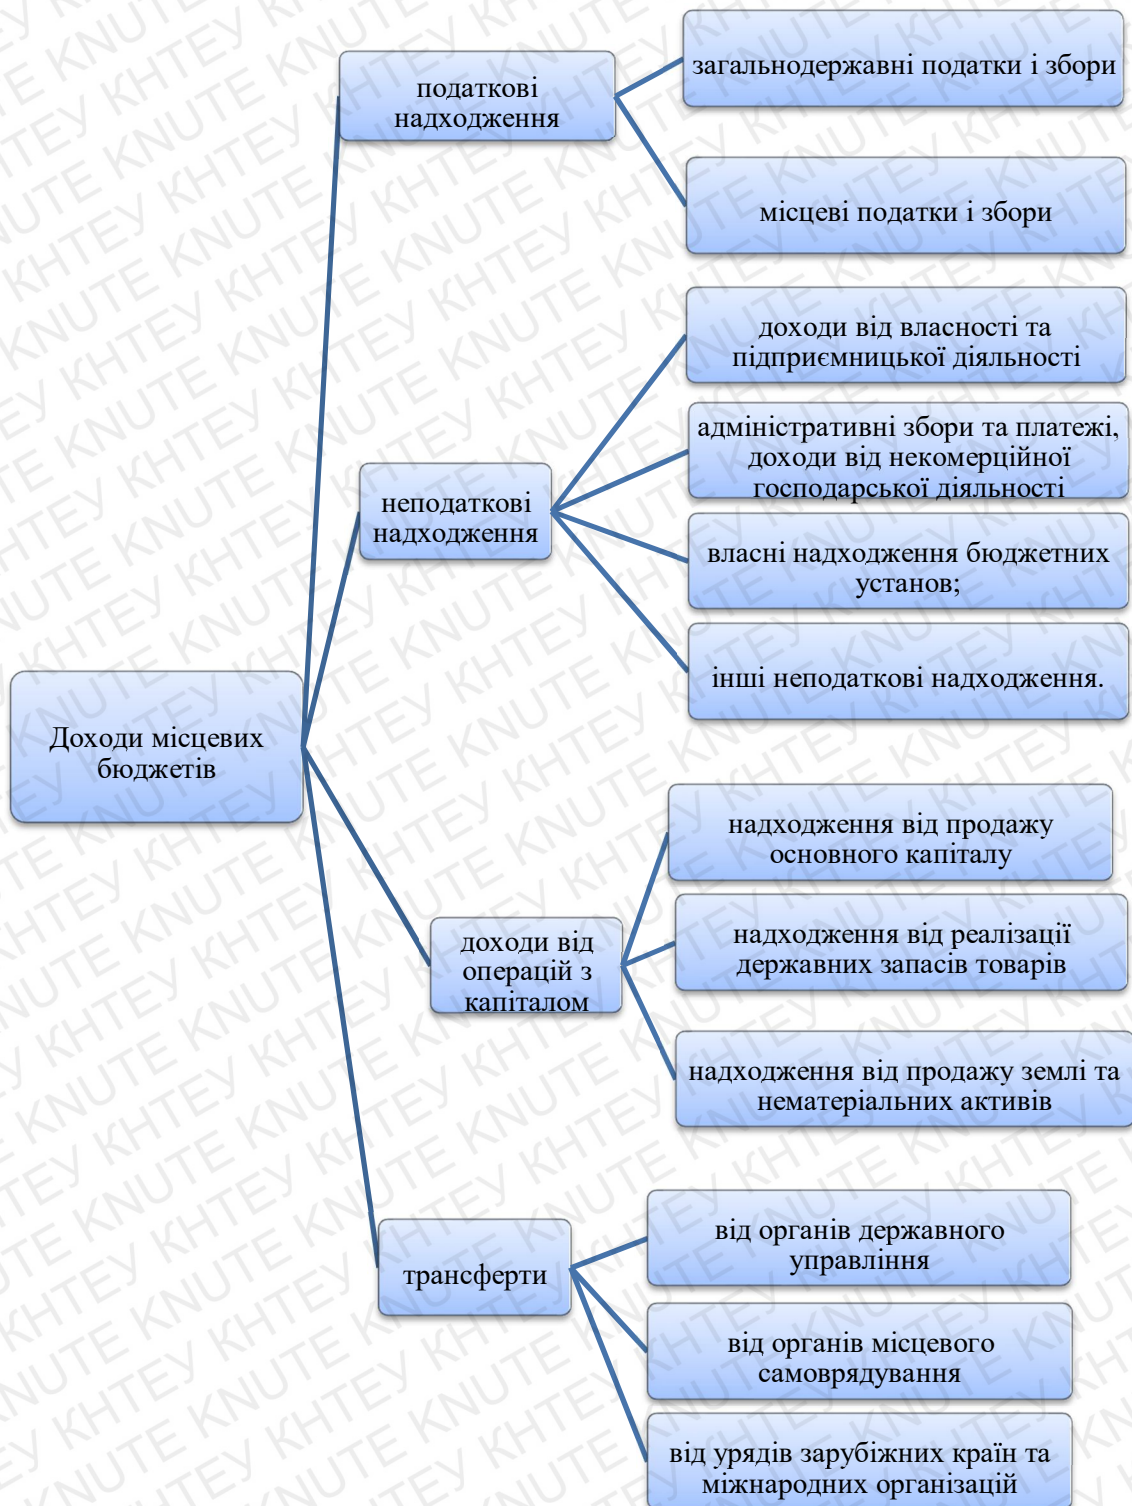 податкові
надходження
загальнодержавні податки і збори
місцеві податки і збори
неподаткові
надходження
доходи від власності та
підприємницької діяльності
адміністративні збори та платежі,
доходи від некомерційної
господарської діяльності
власні надходження бюджетних
установ;
інші неподаткові надходження.
Доходи місцевих
бюджетів
доходи від
операцій з
капіталом
надходження від продажу
основного капіталу
надходження від реалізації
державних запасів товарів
надходження від продажу землі та
нематеріальних активів
трансферти
від органів державного
управління
від органів місцевого
самоврядування
від урядів зарубіжних країн та
міжнародних організацій
КНТЕУ KNUTE